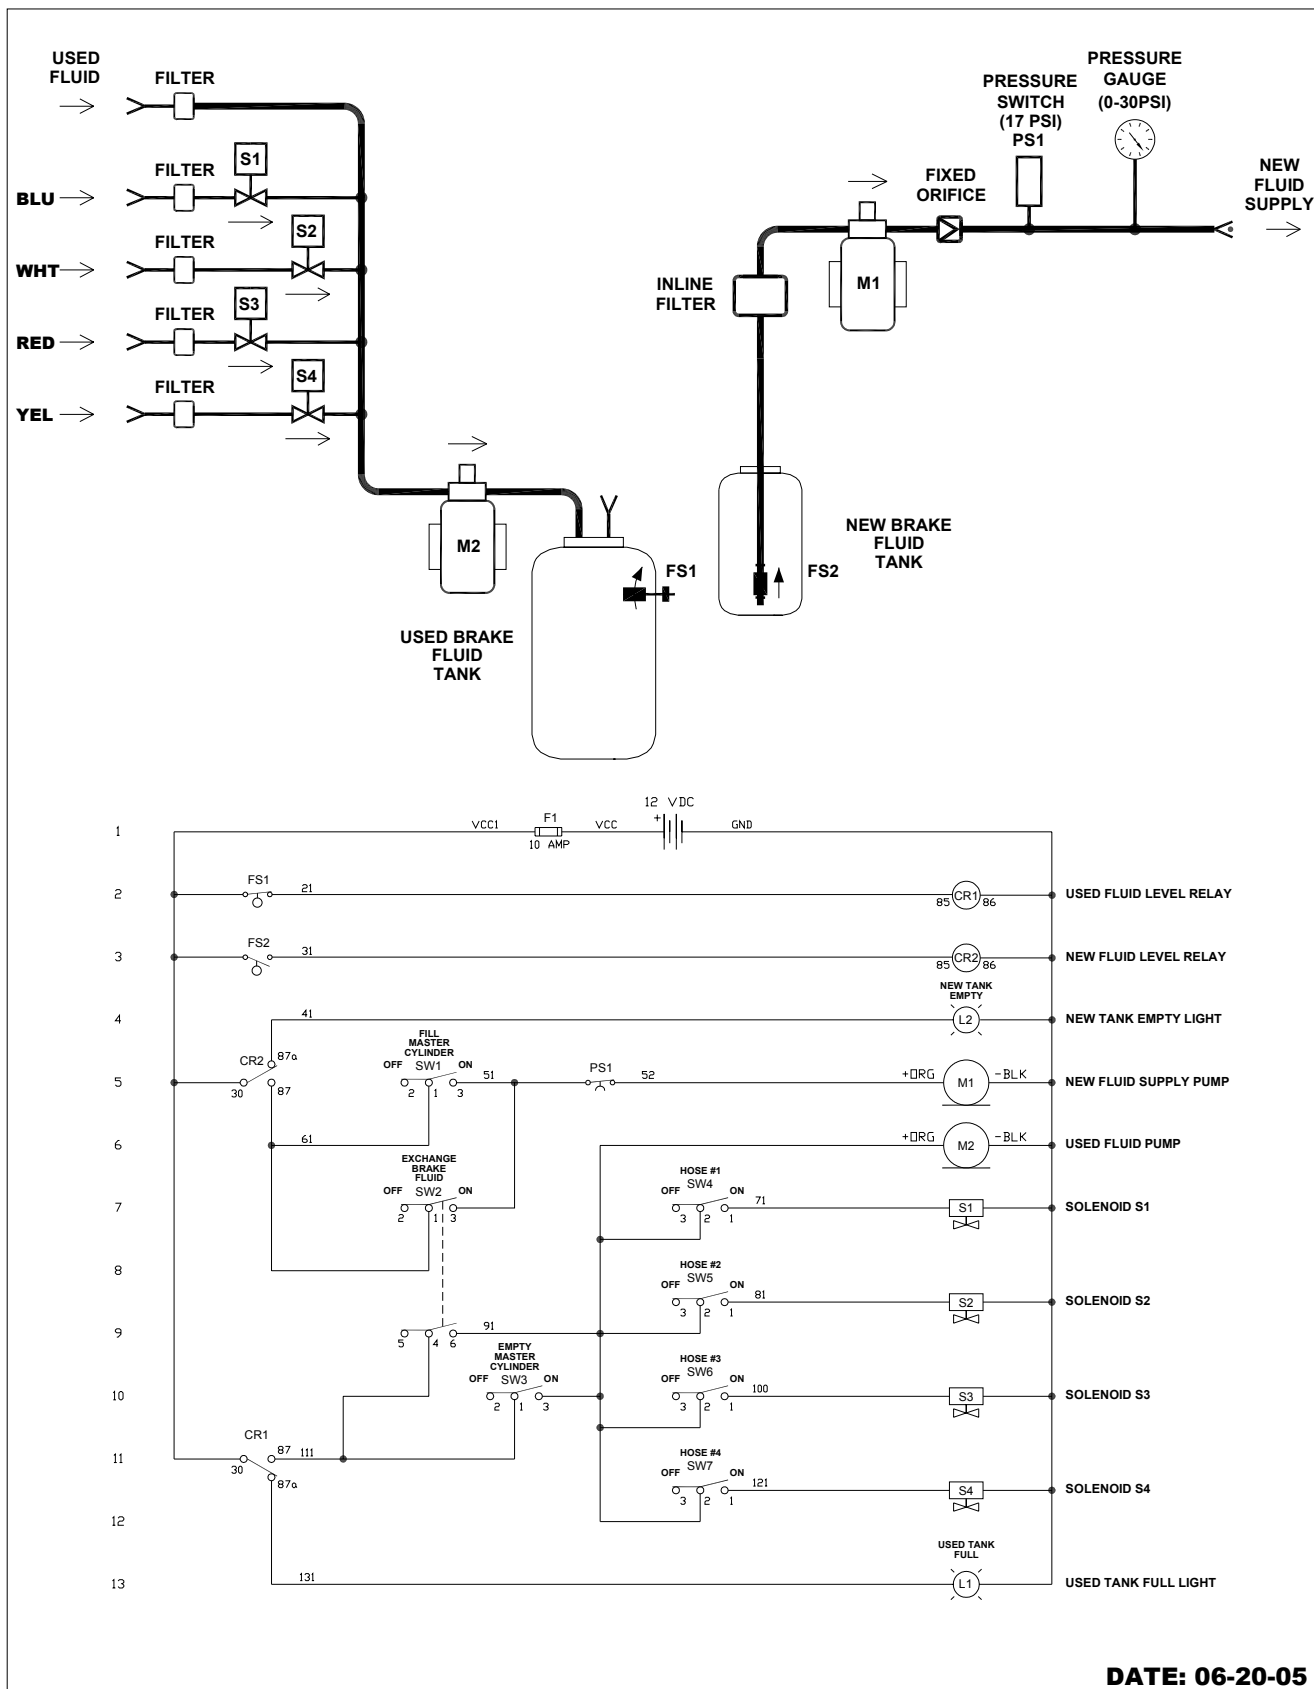 USED
FLUID
FILTER
FILTER
S1
BLU
FILTER
S2
WHT
FILTER
S3
RED
FILTER
S4
YEL
M2
USED BRAKE
FLUID
TANK
FS1
PRESSURE
SWITCH
(17 PSI)
PS1
PRESSURE
GAUGE
(0-30PSI)
FIXED
ORIFICE
NEW
FLUID
SUPPLY
M1
INLINE
FILTER
NEW BRAKE
FLUID
TANK
FS2
1
VCC1
F1
10 AMP
VCC
12 VDC
+
GND
2
FS1
21
85
CR1
86
USED FLUID LEVEL RELAY
3
FS2
31
85
CR2
86
NEW FLUID LEVEL RELAY
4
41
NEW TANK
EMPTY
L2
NEW TANK EMPTY LIGHT
5
CR2
87a
30
87
FILL
MASTER
CYLINDER
OFF SW1 ON
2 1 3
51
PS1
52
+ORG
M1
-BLK
NEW FLUID SUPPLY PUMP
6
61
+ORG
M2
-BLK
USED FLUID PUMP
7
EXCHANGE
BRAKE
FLUID
OFF SW2 ON
2 1 3
HOSE #1
OFF SW4 ON
3 2 1
71
S1
SOLENOID S1
8
HOSE #2
OFF SW5 ON
3 2 1
81
S2
SOLENOID S2
9
5 4 6
91
10
EMPTY
MASTER
CYLINDER
OFF SW3 ON
2 1 3
HOSE #3
OFF SW6 ON
3 2 1
100
S3
SOLENOID S3
11
CR1
30
87
111
87a
HOSE #4
OFF SW7 ON
3 2 1
121
S4
SOLENOID S4
12
13
131
USED TANK
FULL
L1
USED TANK FULL LIGHT
DATE: 06-20-05